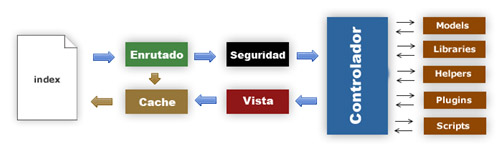 index
Enrutado
Seguridad
Cache
Vista
Controlador
Models
Libraries
Helpers
Plugins
Scripts